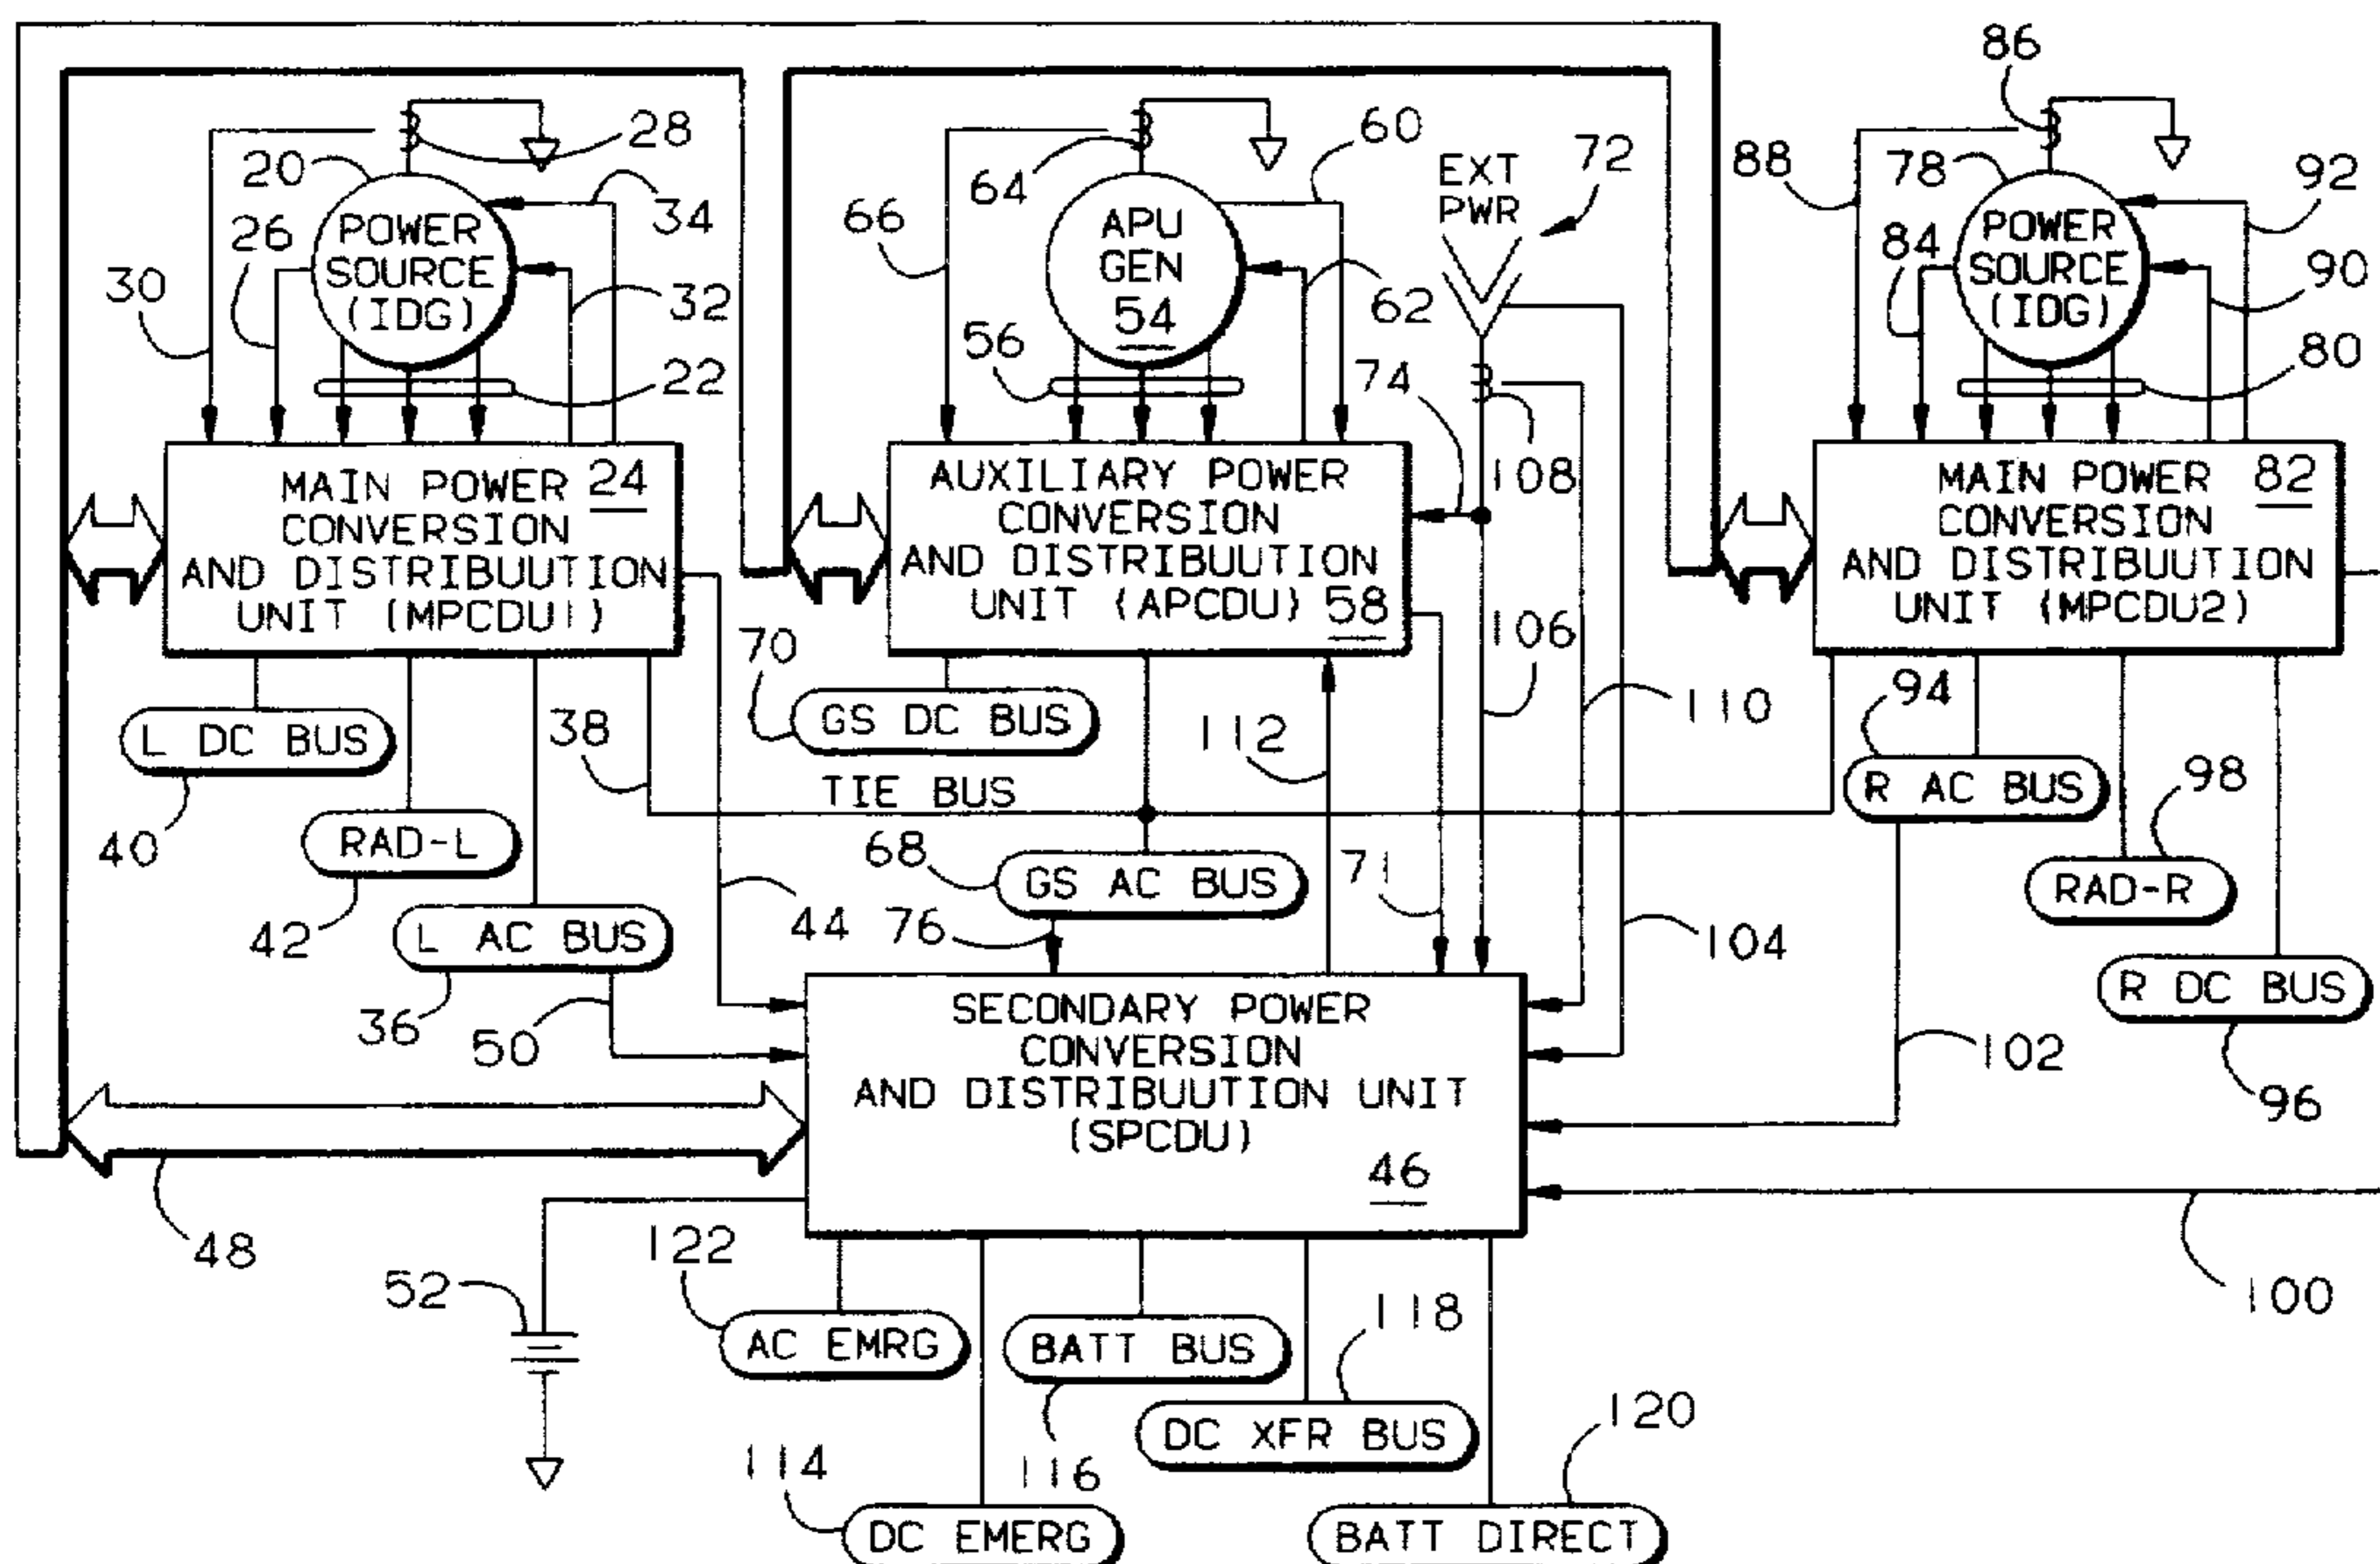 86
28
60
72
20
64
EXT
PWR
88
78
92
34
66
26
POWER
SOURCE
(IDG)
APU
GEN
54
84
POWER
SOURCE
(IDG)
30
32
62
90
56
74
80
22
108
MAIN POWER 24
CONVERSION
AND DISTRIBUUTION
UNIT (MPCDU1)
AUXILIARY POWER
CONVERSION
AND DISTRIBUUTION
UNIT (APCDU) 58
MAIN POWER 82
CONVERSION
AND DISTRIBUUTION
UNIT (MPCDU2)
70
106
110
94
L DC BUS
38
GS DC BUS
112
98
TIE BUS
R AC BUS
40
RAD-L
68
71
GS AC BUS
RAD-R
42
L AC BUS
44
76
104
R DC BUS
36
50
102
96
SECONDARY POWER
CONVERSION
AND DISTRIBUUTION UNIT
(SPCDU)
46
48
122
52
118
100
AC EMRG
BATT BUS
120
DC XFR BUS
114
116
DC EMERG
BATT DIRECT